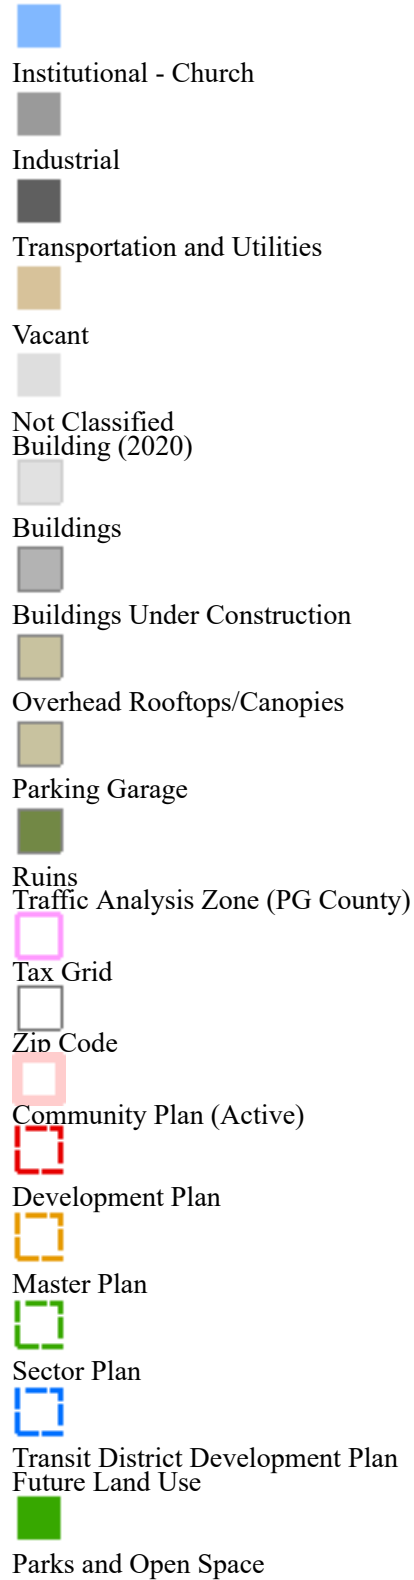 Institutional - Church
Industrial
Transportation and Utilities
Vacant
Not Classified
Building (2020)
Buildings
Buildings Under Construction
Overhead Rooftops/Canopies
Parking Garage
Ruins
Traffic Analysis Zone (PG County)
Tax Grid
Zip Code
Community Plan (Active)
Development Plan
Master Plan
Sector Plan
Transit District Development Plan
Future Land Use
Parks and Open Space